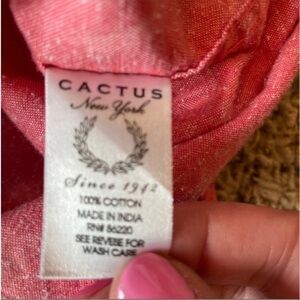 CACTUS
New York
Since 1942
100% COTTON
MADE IN INDIA
RN# 86220
SEE REVERSE FOR
WASH CARE